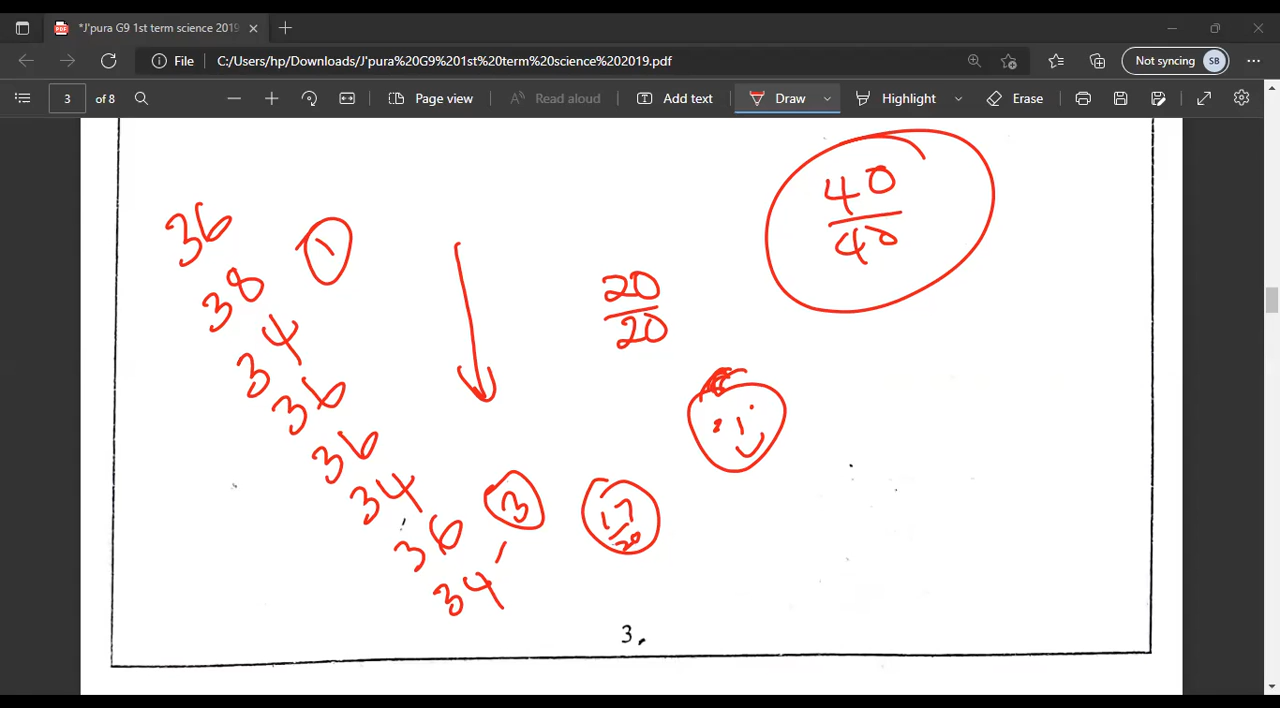 *J'pura G9 1st term science 2019
File
C:/Users/hp/Downloads/J'pura%20G9%201st%20term%20science%202019.pdf
Not syncing
SB
3
of 8
Page view
Read aloud
Add text
Draw
Highlight
Erase
40
40
36
1
38
20
20
34
36
36
34
3
17
20
36
34
3.